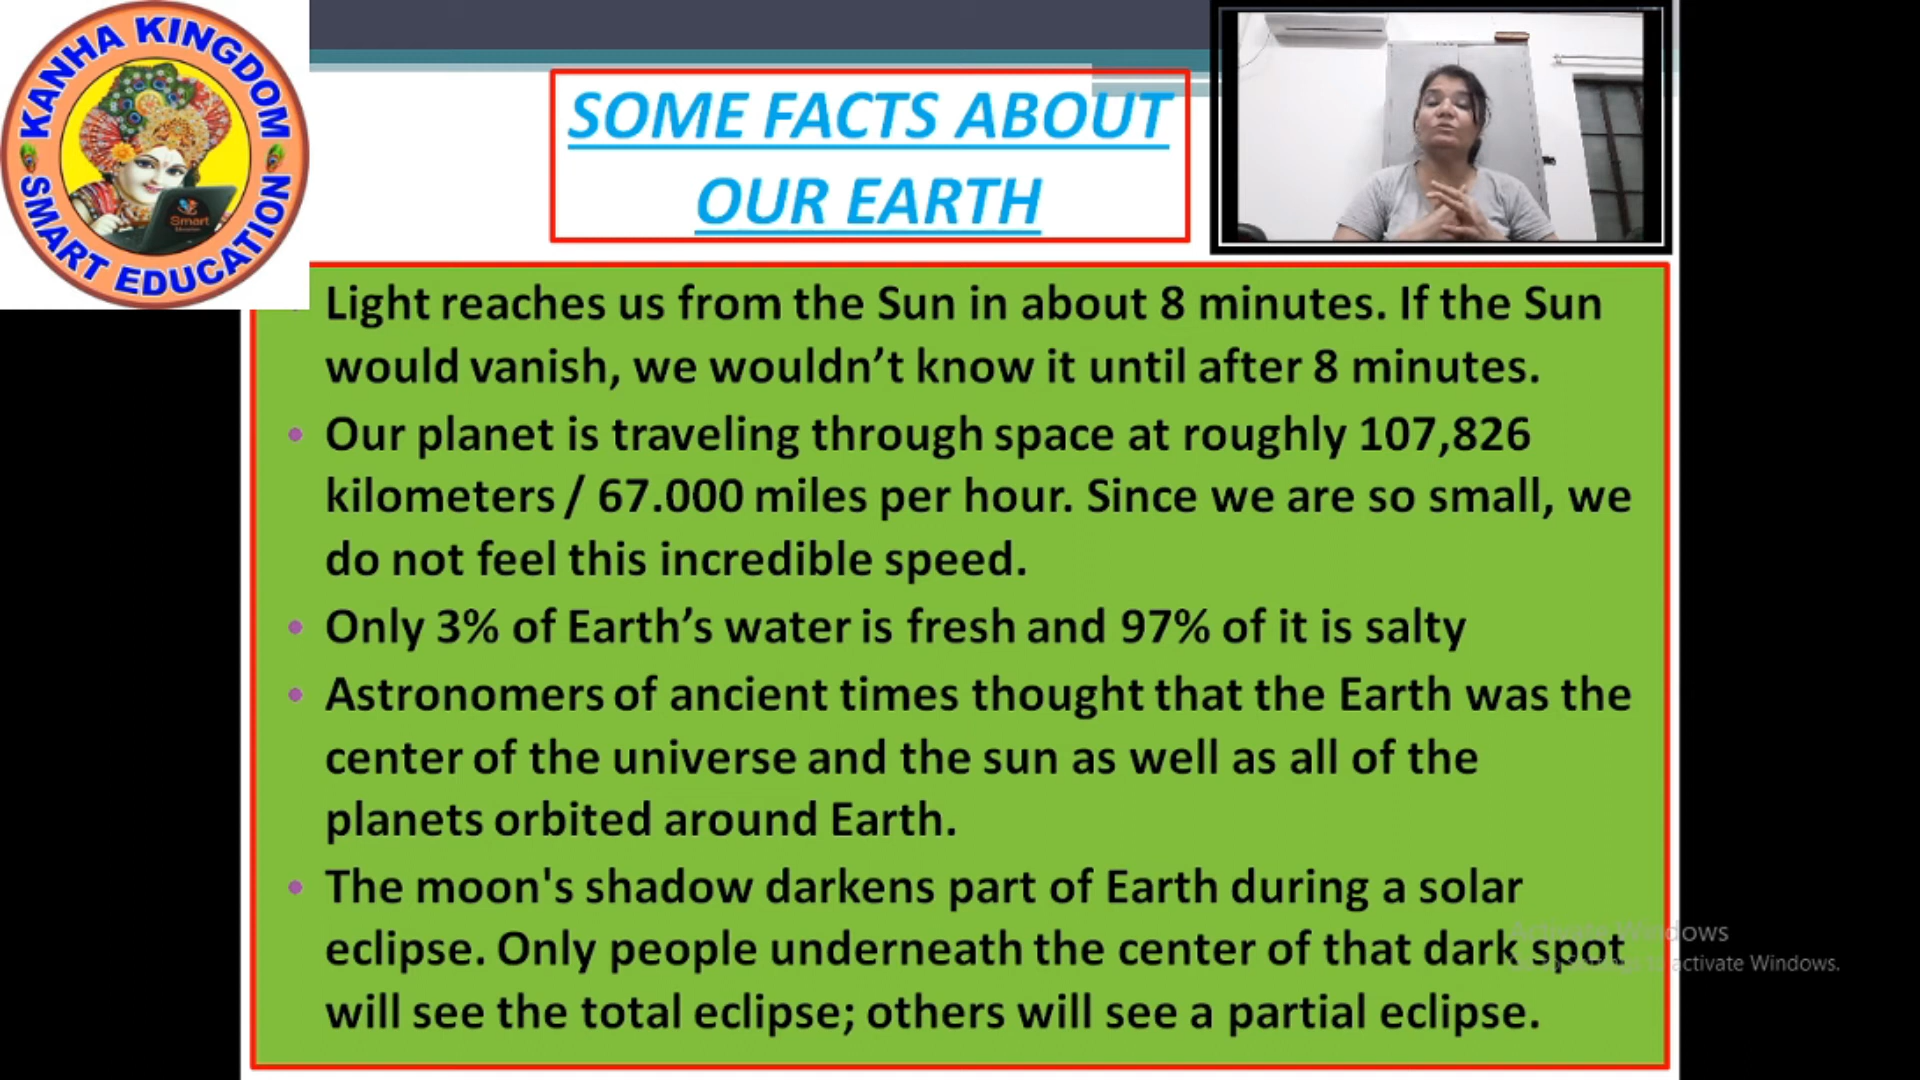 KANHA KINGDOM
SMART EDUCATION
Smart
SOME FACTS ABOUT
OUR EARTH
Light reaches us from the Sun in about 8 minutes. If the Sun
would vanish, we wouldn’t know it until after 8 minutes.
• Our planet is traveling through space at roughly 107,826
kilometers / 67.000 miles per hour. Since we are so small, we
do not feel this incredible speed.
• Only 3% of Earth’s water is fresh and 97% of it is salty
• Astronomers of ancient times thought that the Earth was the
center of the universe and the sun as well as all of the
planets orbited around Earth.
• The moon's shadow darkens part of Earth during a solar
eclipse. Only people underneath the center of that dark spot
will see the total eclipse; others will see a partial eclipse.
Activate Windows
to activate Windows.